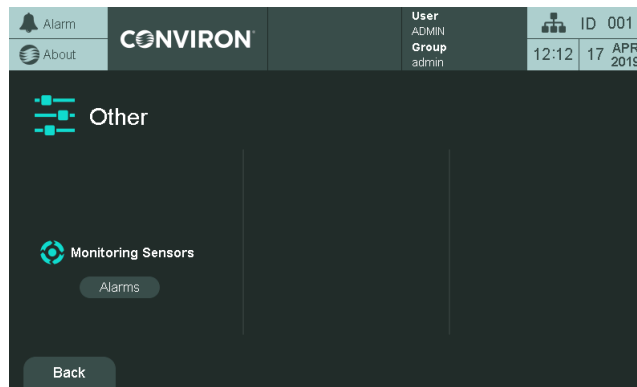 Alarm
About
CONVIRON
User
ADMIN
Group
admin
ID 001
12:12 17 APR 2019
Other
Monitoring Sensors
Alarms
Back